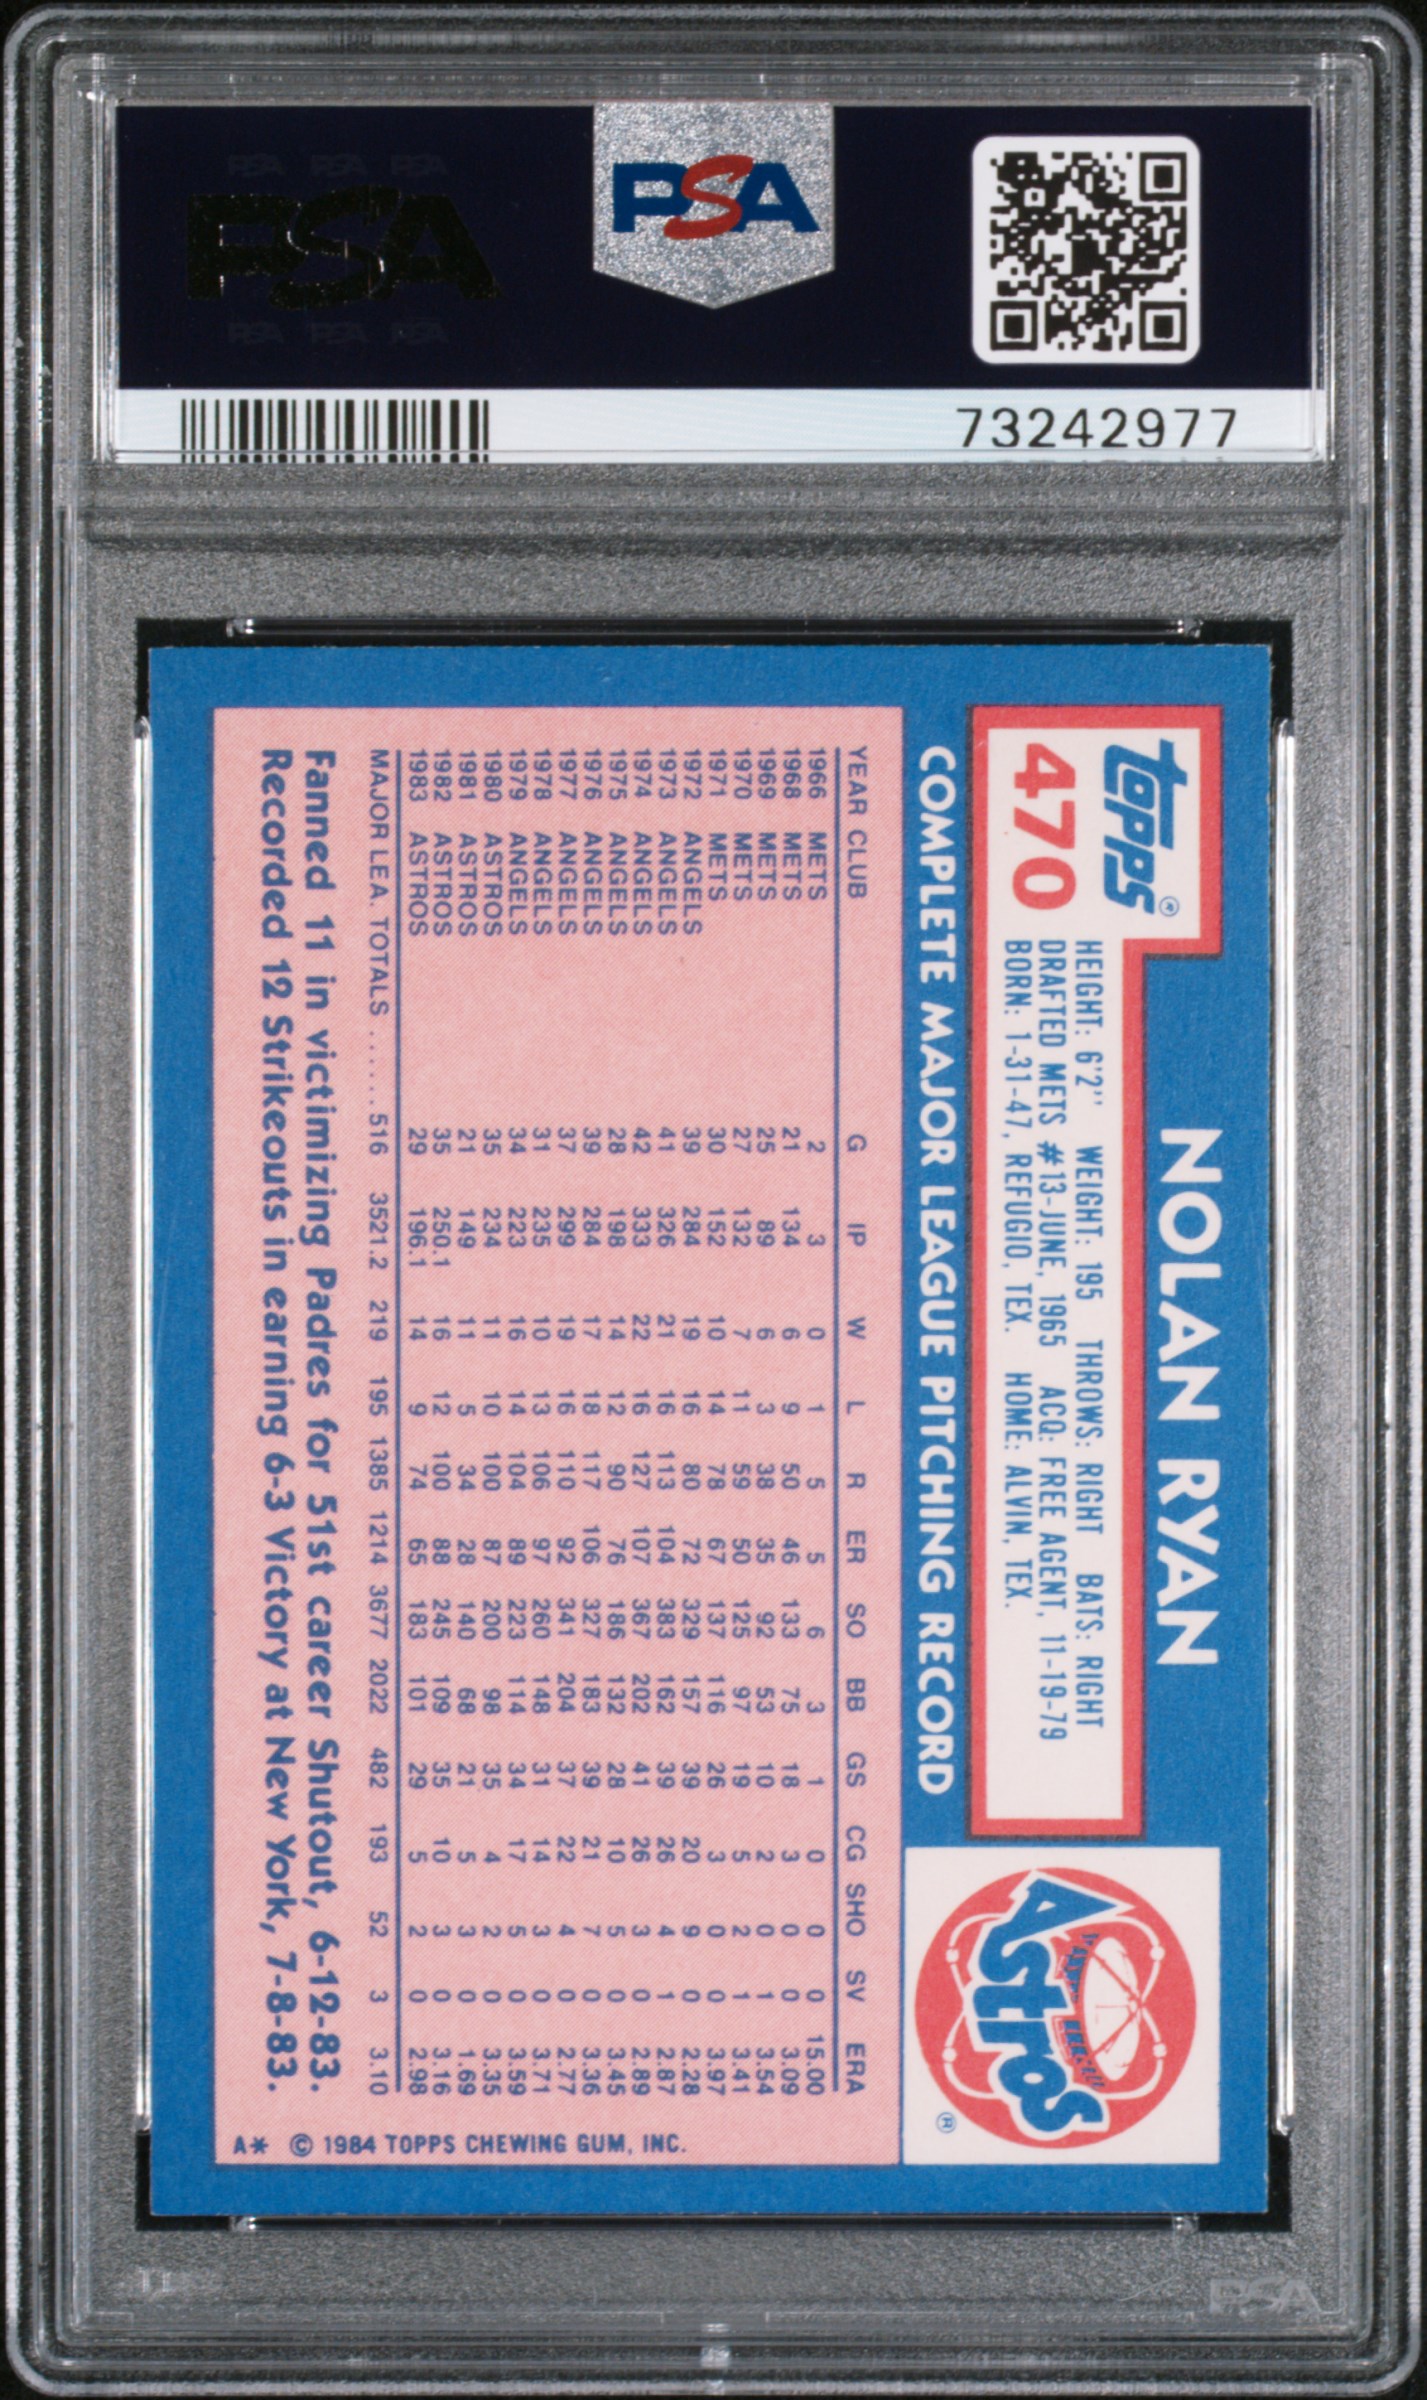 PSA PSA PSA
PSA
PSA PSA PSA
PSA
73242977
topps®
470
NOLAN RYAN
HEIGHT: 6'2'' WEIGHT: 195 THROWS: RIGHT BATS: RIGHT
DRAFTED METS #13-JUNE, 1965 ACQ: FREE AGENT, 11-19-79
BORN: 1-31-47, REFUGIO, TEX. HOME: ALVIN, TEX.
Astros
®
COMPLETE MAJOR LEAGUE PITCHING RECORD
YEAR CLUB G IP W L R ER SO BB GS CG SHO SV ERA
1966 METS 2 3 0 1 5 5 6 3 1 0 0 0 15.00
1968 METS 21 134 6 9 50 46 133 75 18 3 0 0 3.09
1969 METS 25 89 6 3 38 35 92 53 10 2 0 1 3.54
1970 METS 27 132 7 11 59 50 125 97 19 5 2 1 3.41
1971 METS 30 152 10 14 78 67 137 116 26 3 0 0 3.97
1972 ANGELS 39 284 19 16 80 72 329 157 39 20 9 0 2.28
1973 ANGELS 41 326 21 16 113 104 383 162 39 26 4 1 2.87
1974 ANGELS 42 333 22 16 127 107 367 202 41 26 3 0 2.89
1975 ANGELS 28 198 14 12 90 76 186 132 28 10 5 0 3.45
1976 ANGELS 39 284 17 18 117 106 327 183 39 21 7 0 3.36
1977 ANGELS 37 299 19 16 110 92 341 204 37 22 4 0 2.77
1978 ANGELS 31 235 10 13 106 97 260 148 31 14 3 0 3.71
1979 ANGELS 34 223 16 14 104 89 223 114 34 17 5 0 3.59
1980 ASTROS 35 234 11 10 100 87 200 98 35 4 2 0 3.35
1981 ASTROS 21 149 11 5 34 28 140 68 21 5 3 0 1.69
1982 ASTROS 35 250.1 16 12 100 88 245 109 35 10 3 0 3.16
1983 ASTROS 29 196.1 14 9 74 65 183 101 29 5 2 0 2.98
MAJOR LEA. TOTALS ...... 516 3521.2 219 195 1385 1214 3677 2022 482 193 52 3 3.10
Fanned 11 in victimizing Padres for 51st career Shutout, 6-12-83.
Recorded 12 Strikeouts in earning 6-3 Victory at New York, 7-8-83.
A* © 1984 TOPPS CHEWING GUM, INC.
PSA